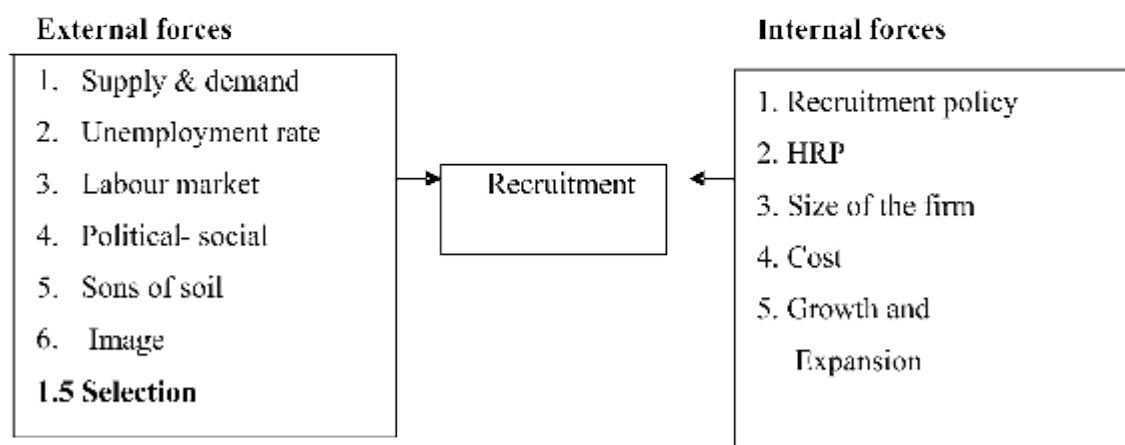 External forces
1. Supply & demand
2. Unemployment rate
3. Labour market
4. Political- social
5. Sons of soil
6. Image
1.5 Selection
Recruitment
Internal forces
1. Recruitment policy
2. HRP
3. Size of the firm
4. Cost
5. Growth and
Expansion